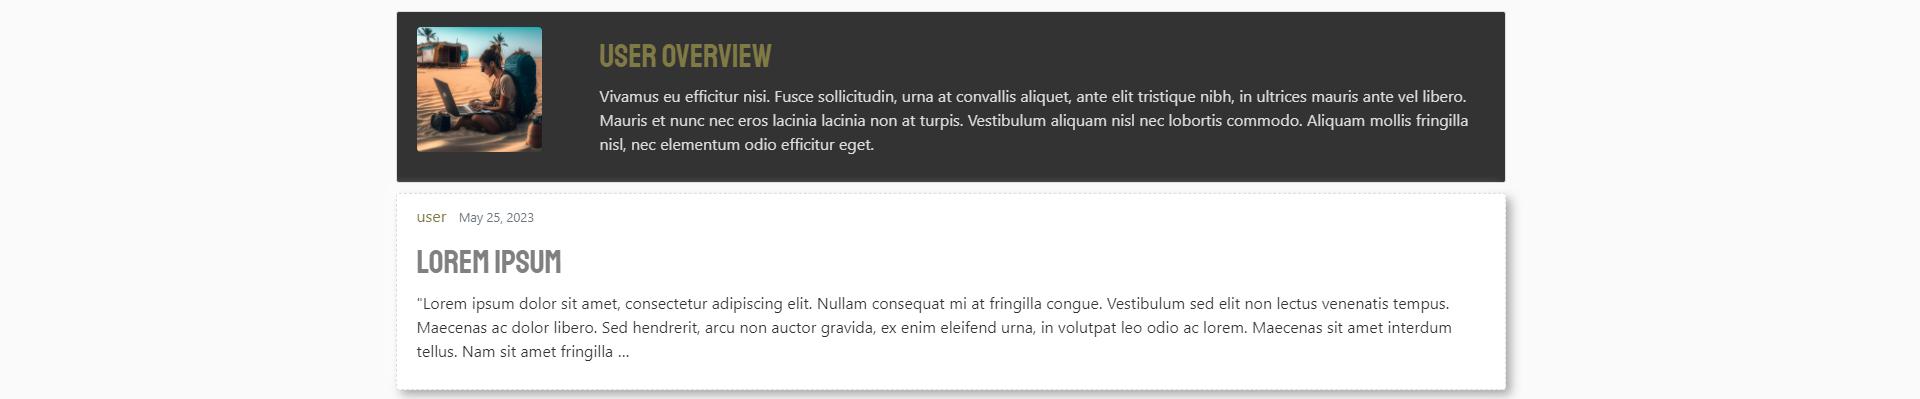 USER OVERVIEW
Vivamus eu efficitur nisi. Fusce sollicitudin, urna at convallis aliquet, ante elit tristique nibh, in ultrices mauris ante vel libero.
Mauris et nunc nec eros lacinia lacinia non at turpis. Vestibulum aliquam nisl nec lobortis commodo. Aliquam mollis fringilla
nisl, nec elementum odio efficitur eget.
user May 25, 2023
LOREM IPSUM
"Lorem ipsum dolor sit amet, consectetur adipiscing elit. Nullam consequat mi at fringilla congue. Vestibulum sed elit non lectus venenatis tempus.
Maecenas ac dolor libero. Sed hendrerit, arcu non auctor gravida, ex enim eleifend urna, in volutpat leo odio ac lorem. Maecenas sit amet interdum
tellus. Nam sit amet fringilla ...